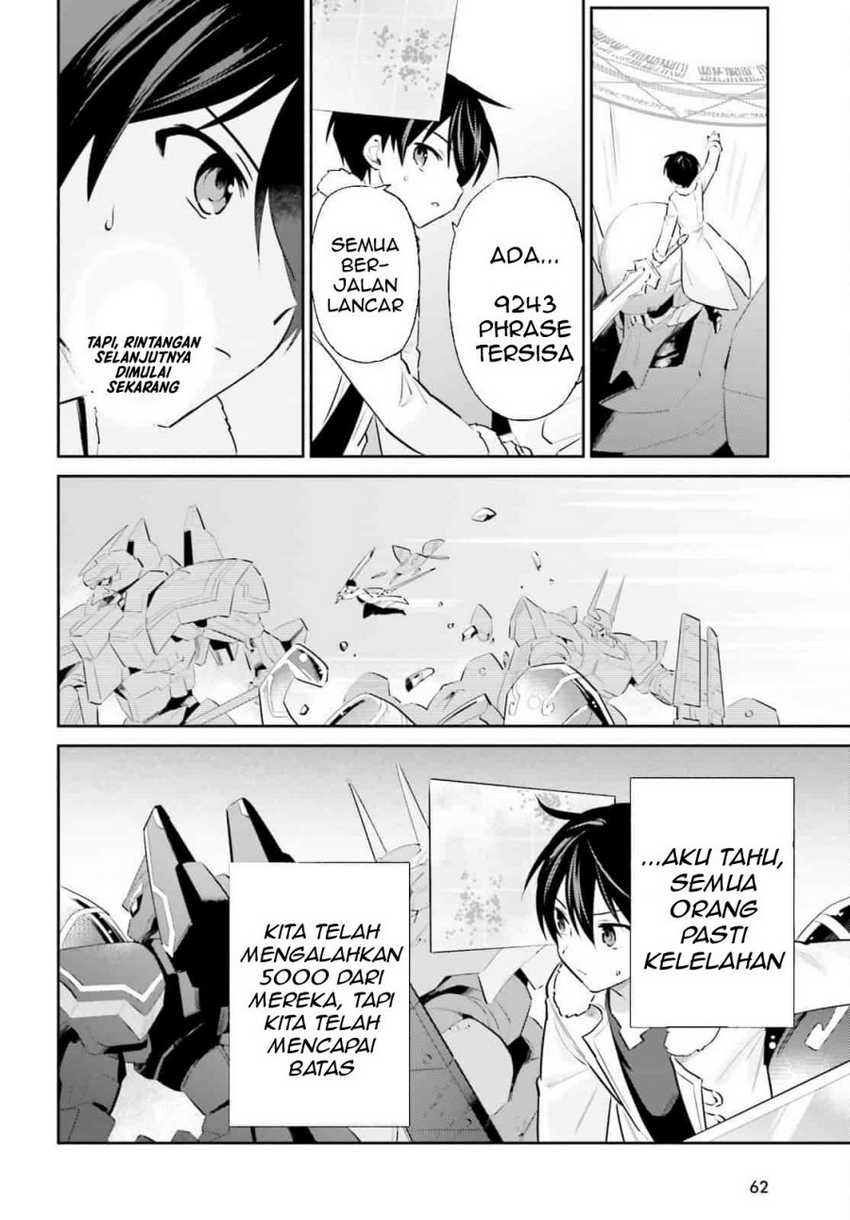 ADA...
9243
PHRASE
TERSISA
SEMUA
BER-
JALAN
LANCAR
TAPI, RINTANGAN
SELANJUTNYA
DIMULAI
SEKARANG
...AKU TAHU,
SEMUA
ORANG
PASTI
KELELAHAN
KITA TELAH
MENGALAHKAN
5000 DARI
MEREKA, TAPI
KITA TELAH
MENCAPAI
BATAS
62